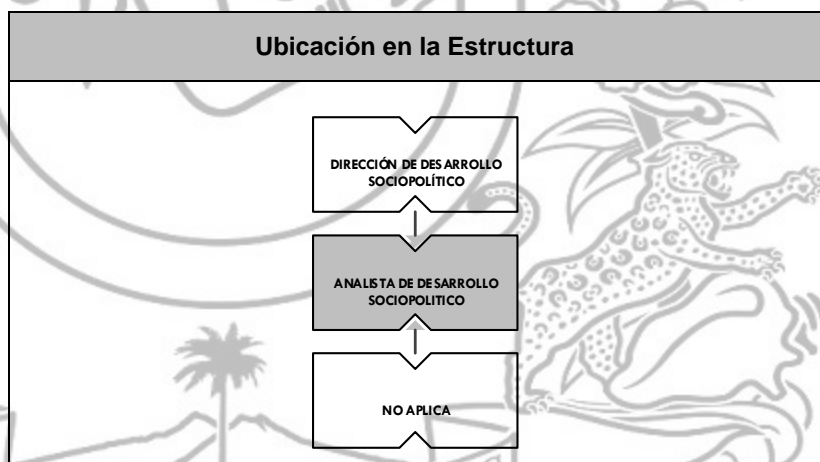 Ubicación en la Estructura
DIRECCIÓN DE DESARROLLO
SOCIOPOLÍTICO
ANALISTA DE DESARROLLO
SOCIOPOLITICO
NO APLICA